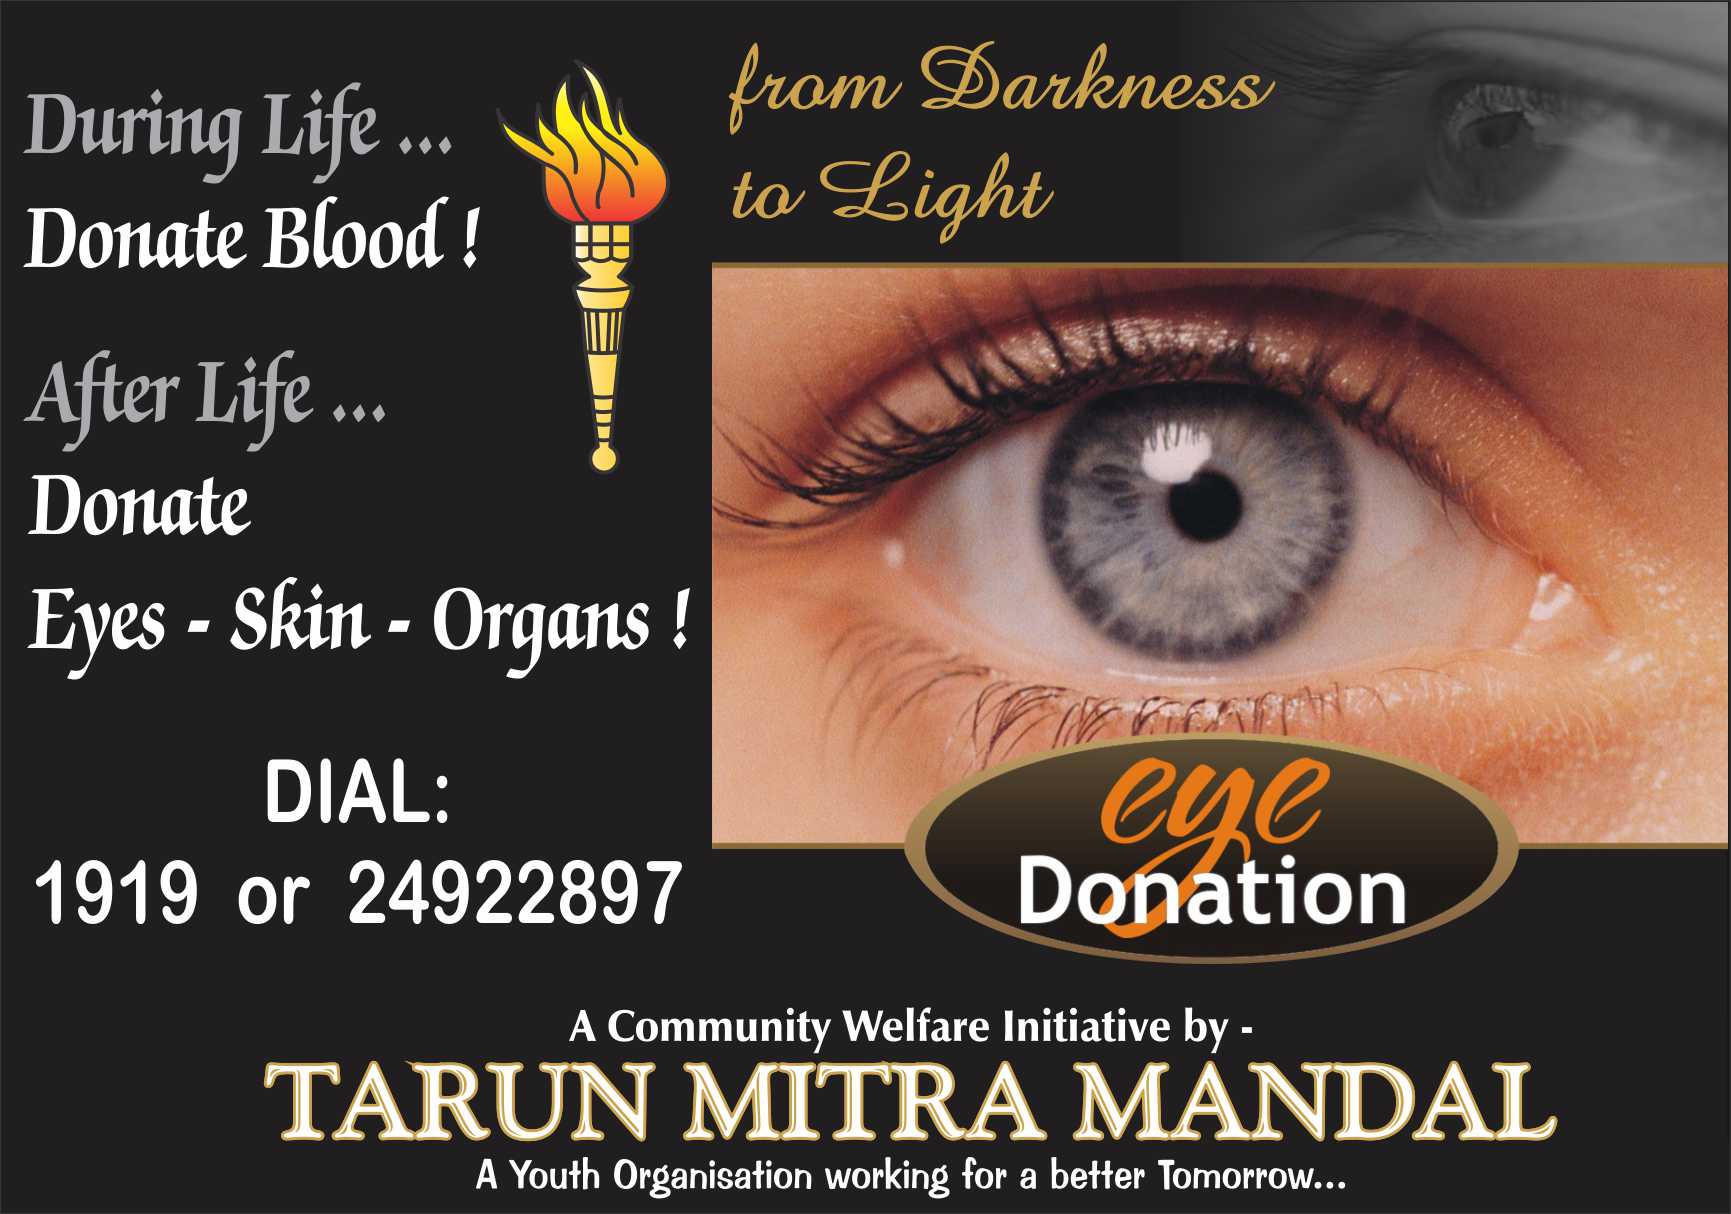 During Life ...
Donate Blood !
After Life ...
Donate
Eyes - Skin - Organs !
DIAL:
1919 or 24922897
from Darkness
to Light
eye
Donation
A Community Welfare Initiative by -
TARUN MITRA MANDAL
A Youth Organisation working for a better Tomorrow...